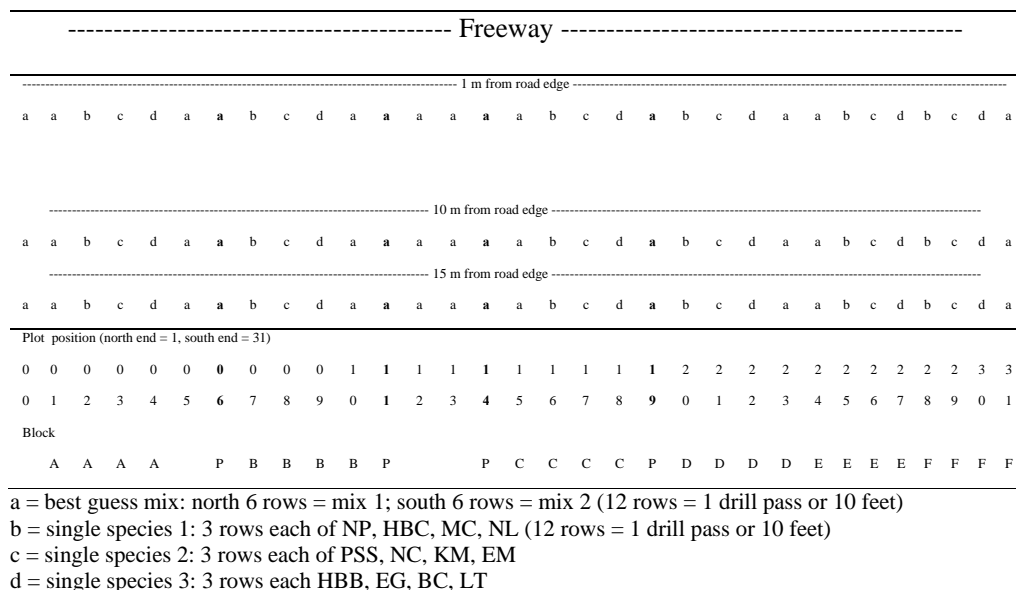 ------------------------------------------ Freeway --------------------------------------------
--- 1 m from road edge ---
a a b c d a a b c d a a a a a a b c d a b c d a a b c d b c d a
--- 10 m from road edge ---
a a b c d a a b c d a a a a a a b c d a b c d a a b c d b c d a
--- 15 m from road edge ---
a a b c d a a b c d a a a a a a b c d a b c d a a b c d b c d a
Plot position (north end = 1, south end = 31)
0 0 0 0 0 0 0 0 0 0 1 1 1 1 1 1 1 1 1 1 2 2 2 2 2 2 2 2 2 2 3 3
0 1 2 3 4 5 6 7 8 9 0 1 2 3 4 5 6 7 8 9 0 1 2 3 4 5 6 7 8 9 0 1
Block
A A A A P B B B B P P C C C C P D D D D E E E E F F F F
a = best guess mix: north 6 rows = mix 1; south 6 rows = mix 2 (12 rows = 1 drill pass or 10 feet)
b = single species 1: 3 rows each of NP, HBC, MC, NL (12 rows = 1 drill pass or 10 feet)
c = single species 2: 3 rows each of PSS, NC, KM, EM
d = single species 3: 3 rows each HBB, EG, BC, LT